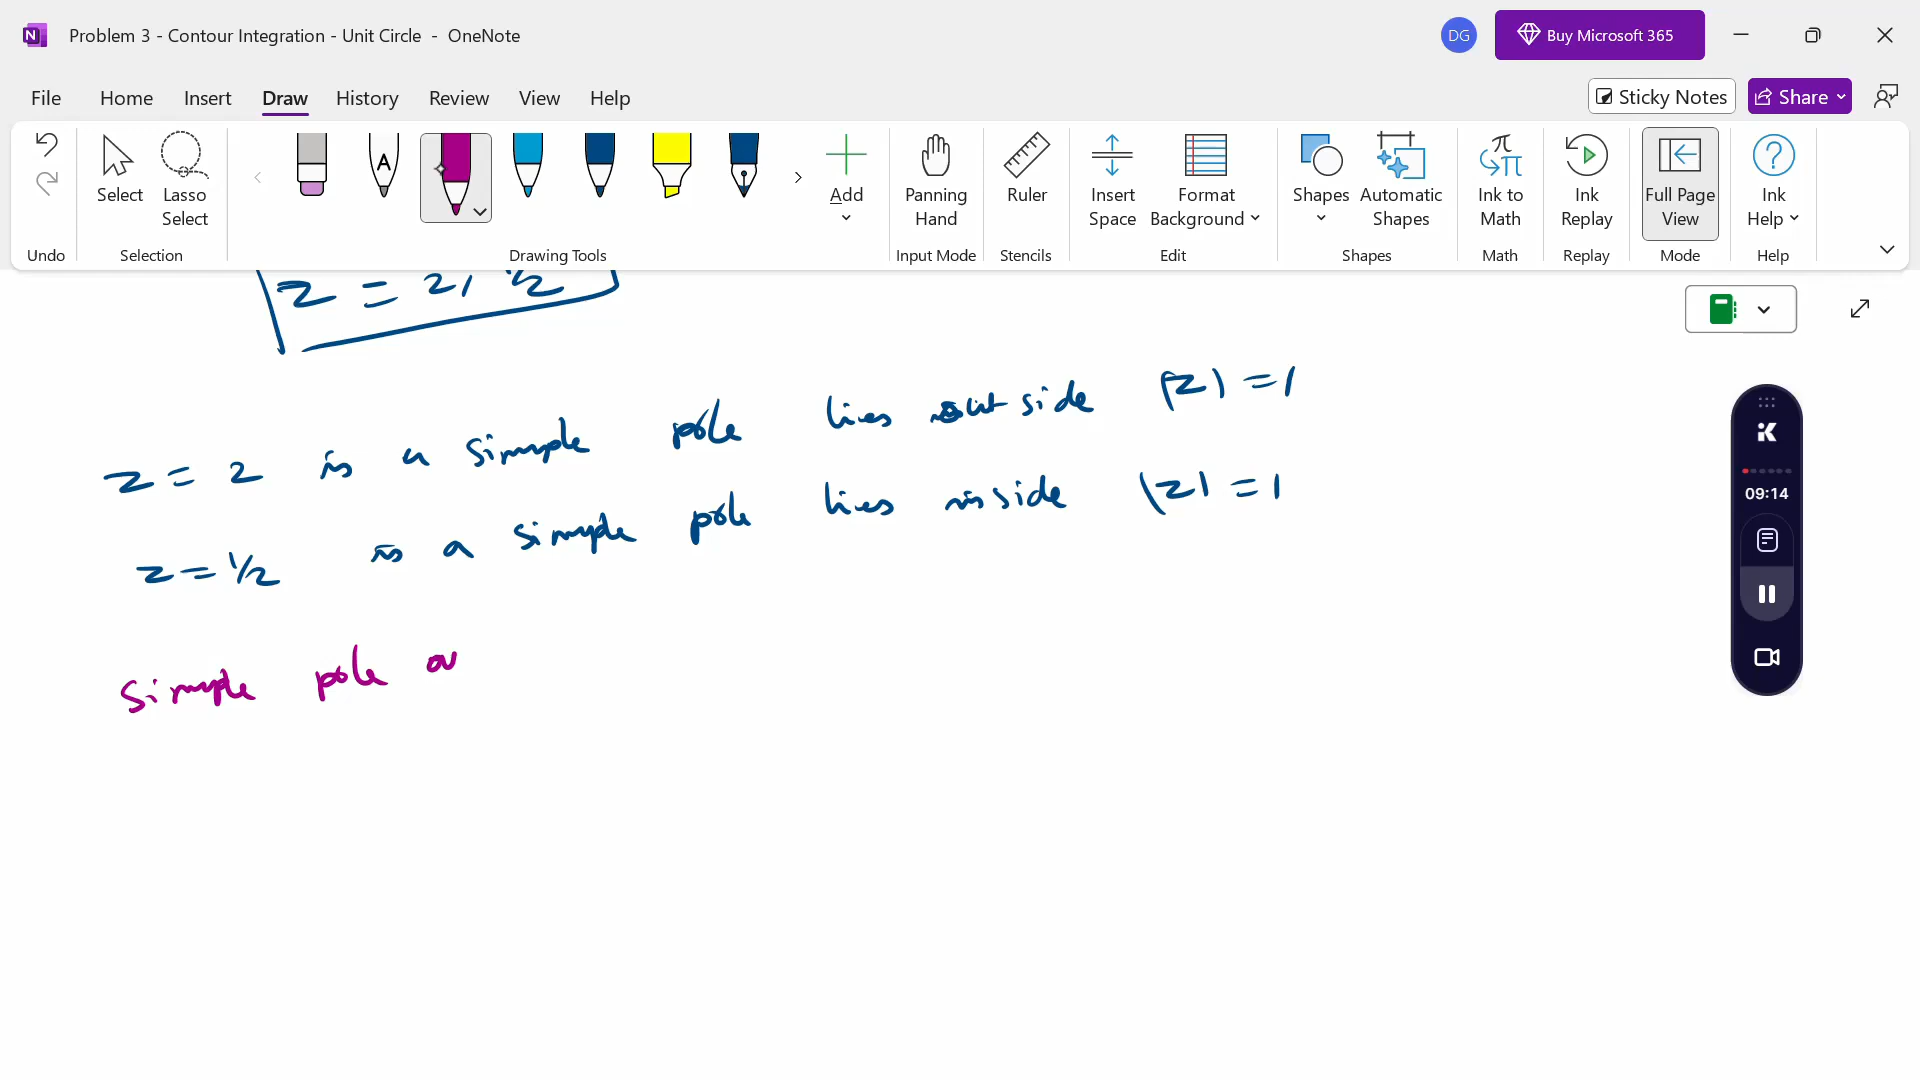 Problem 3 - Contour Integration - Unit Circle - OneNote
DG
Buy Microsoft 365
File Home Insert Draw History Review View Help
Sticky Notes
Share
Select
Lasso Select
A
Add
Panning Hand
Ruler
Insert Space
Format Background
Shapes
Automatic Shapes
Ink to Math
Ink Replay
Full Page View
Ink Help
Undo
Selection
Drawing Tools
Input Mode
Stencils
Edit
Shapes
Math
Replay
Mode
Help
z = 2, 1/2
z = 2 is a simple pole lies outside |z| = 1
z = 1/2 is a simple pole lies inside |z| = 1
simple pole
09:14